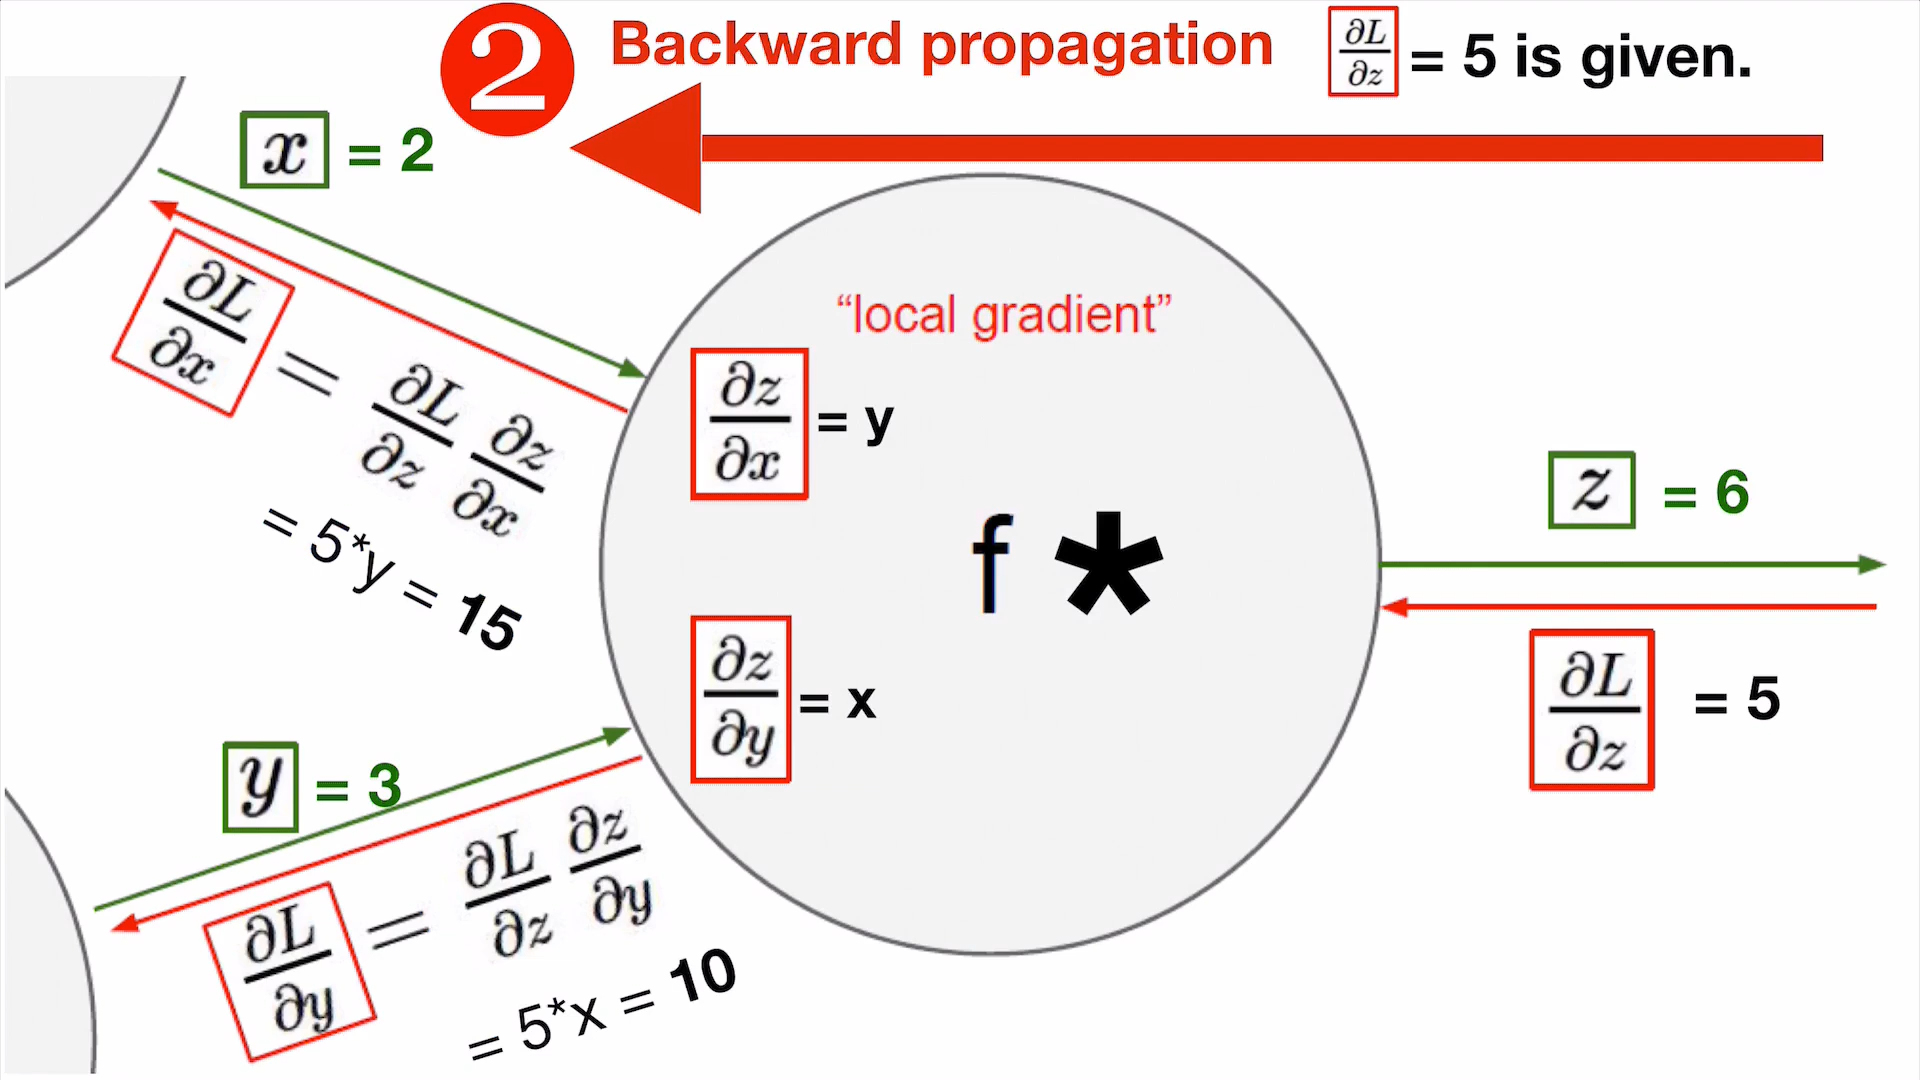 2 Backward propagation
∂L/∂z = 5 is given.
x = 2
∂L/∂x = ∂L/∂z ∂z/∂x
= 5*y = 15
“local gradient”
∂z/∂x = y
f *
∂z/∂y = x
z = 6
∂L/∂z = 5
y = 3
∂L/∂y = ∂L/∂z ∂z/∂y
= 5*x = 10